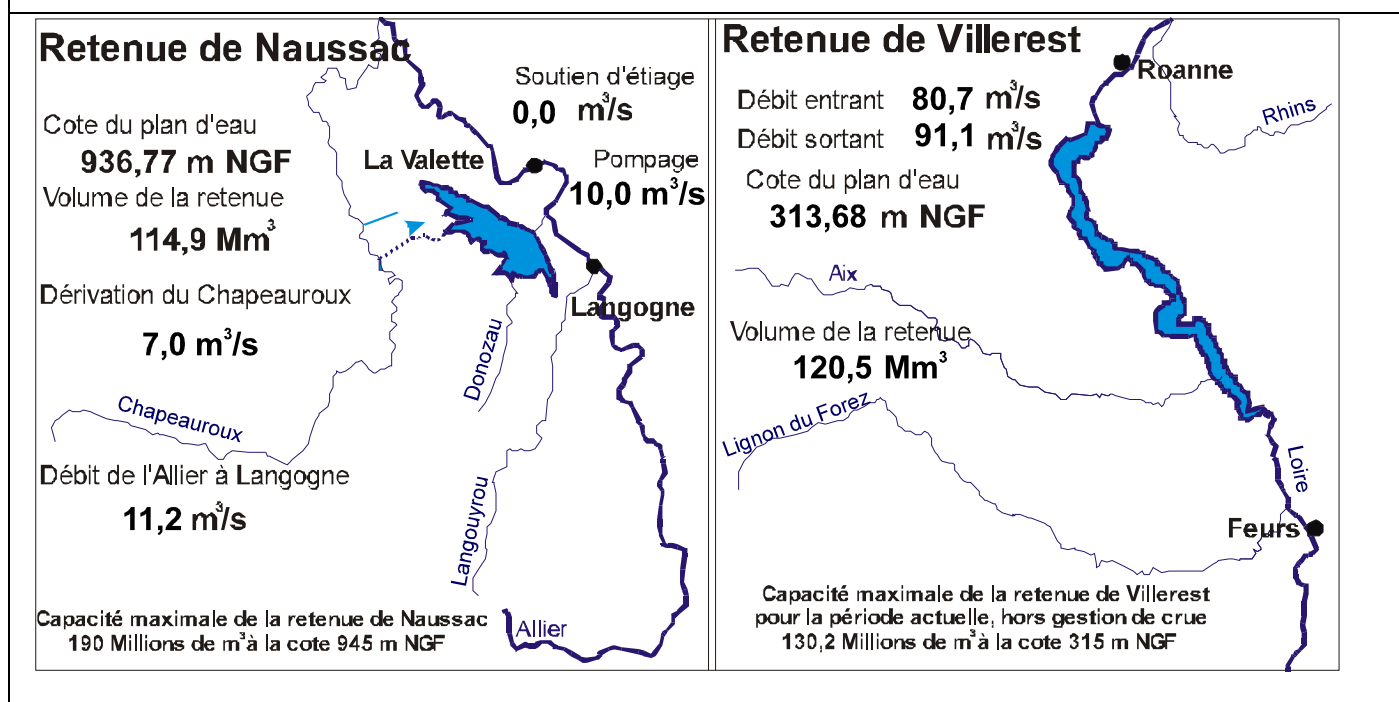 Retenue de Naussac
Soutien d'étiage
0,0 m³/s
Cote du plan d'eau
936,77 m NGF
La Valette
Pompage
10,0 m³/s
Volume de la retenue
114,9 Mm³
Dérivation du Chapeauroux
7,0 m³/s
Langogne
Donozau
Chapeauroux
Débit de l'Allier à Langogne
11,2 m³/s
Langouyrou
Capacité maximale de la retenue de Naussac
190 Millions de m³ à la cote 945 m NGF
Allier
Retenue de Villerest
Roanne
Débit entrant 80,7 m³/s
Débit sortant 91,1 m³/s
Rhins
Cote du plan d'eau
313,68 m NGF
Aix
Volume de la retenue
120,5 Mm³
Lignon du Forez
Loire
Feurs
Capacité maximale de la retenue de Villerest
pour la période actuelle, hors gestion de crue
130,2 Millions de m³ à la cote 315 m NGF